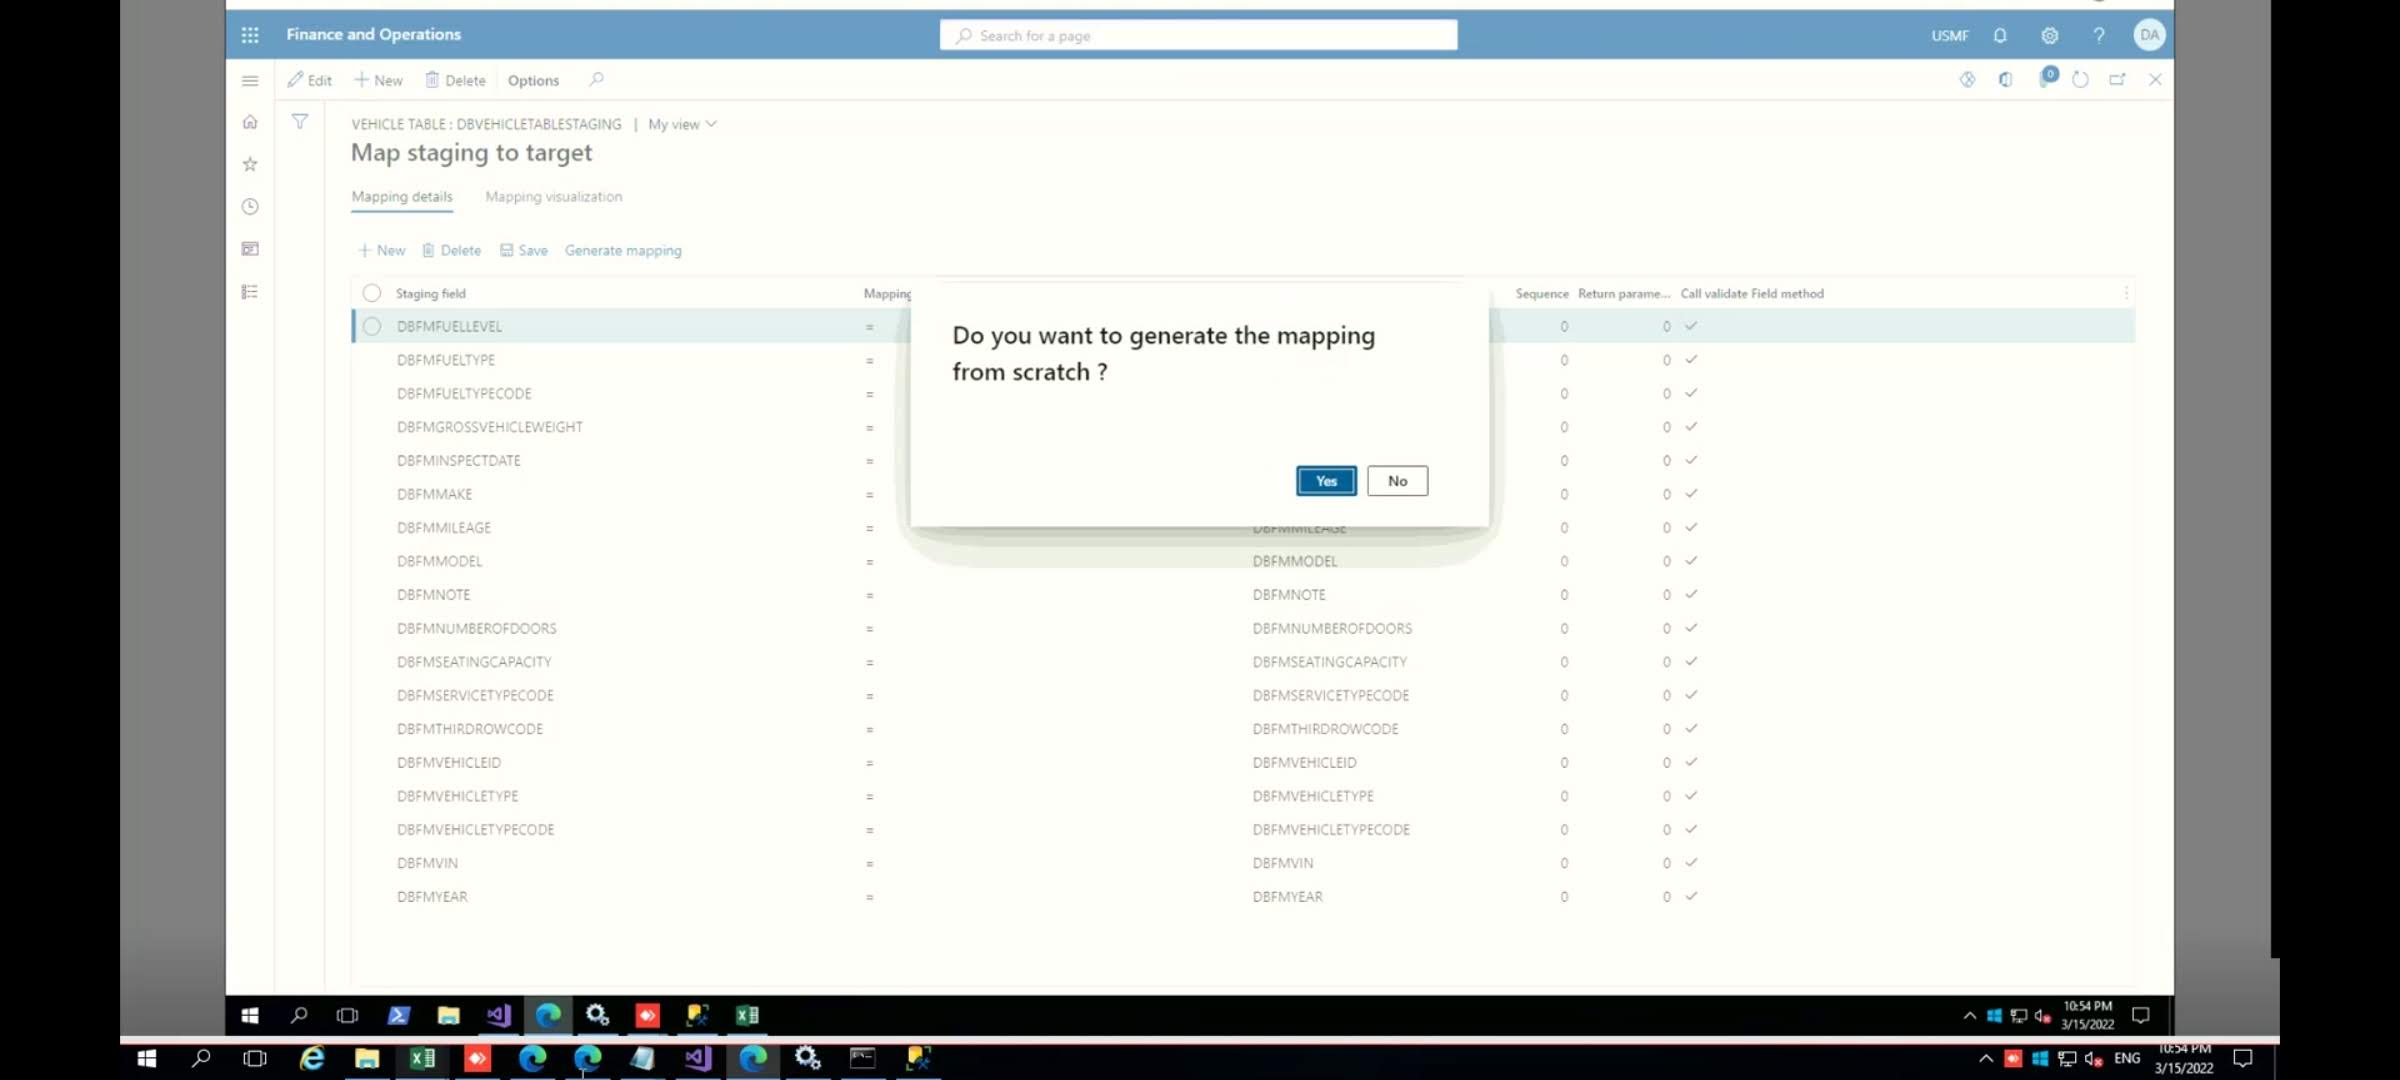 Finance and Operations
Search for a page
USMF
?
DA
Edit
New
Delete
Options
0
VEHICLE TABLE : DBVEHICLETABLESTAGING | My view
Map staging to target
Mapping details
Mapping visualization
New
Delete
Save
Generate mapping
Staging field Mapping Sequence Return parame... Call validate Field method
DBFMFUELLEVEL = 0 0
DBFMFUELTYPE = 0 0
DBFMFUELTYPECODE = 0 0
DBFMGROSSVEHICLEWEIGHT = 0 0
DBFMINSPECTDATE = 0 0
DBFMMAKE = 0 0
DBFMMILEAGE = DBFMMILEAGE 0 0
DBFMMODEL = DBFMMODEL 0 0
DBFMNOTE = DBFMNOTE 0 0
DBFMNUMBEROFDOORS = DBFMNUMBEROFDOORS 0 0
DBFMSEATINGCAPACITY = DBFMSEATINGCAPACITY 0 0
DBFMSERVICETYPECODE = DBFMSERVICETYPECODE 0 0
DBFMTHIRDROWCODE = DBFMTHIRDROWCODE 0 0
DBFMVEHICLEID = DBFMVEHICLEID 0 0
DBFMVEHICLETYPE = DBFMVEHICLETYPE 0 0
DBFMVEHICLETYPECODE = DBFMVEHICLETYPECODE 0 0
DBFMVIN = DBFMVIN 0 0
DBFMYEAR = DBFMYEAR 0 0
Do you want to generate the mapping
from scratch ?
Yes
No
10:54 PM
3/15/2022
ENG
10:54 PM
3/15/2022